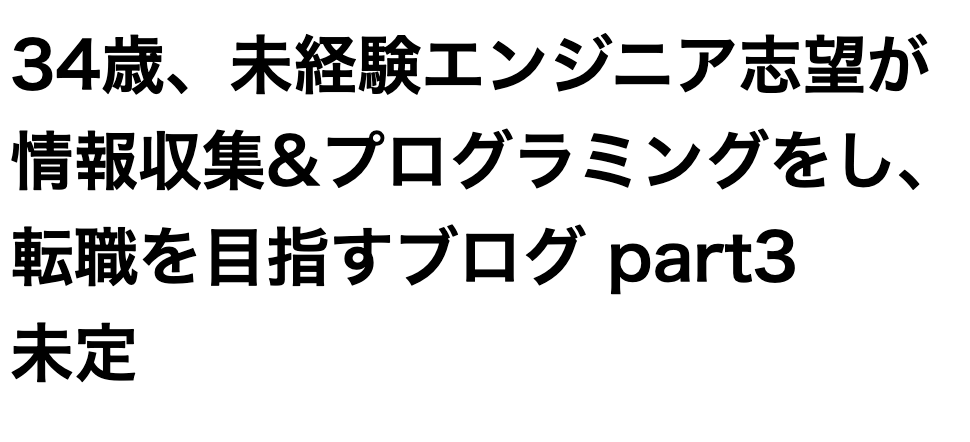 34歳、未経験エンジニア志望が
情報収集&プログラミングをし、
転職を目指すブログ part3
未定